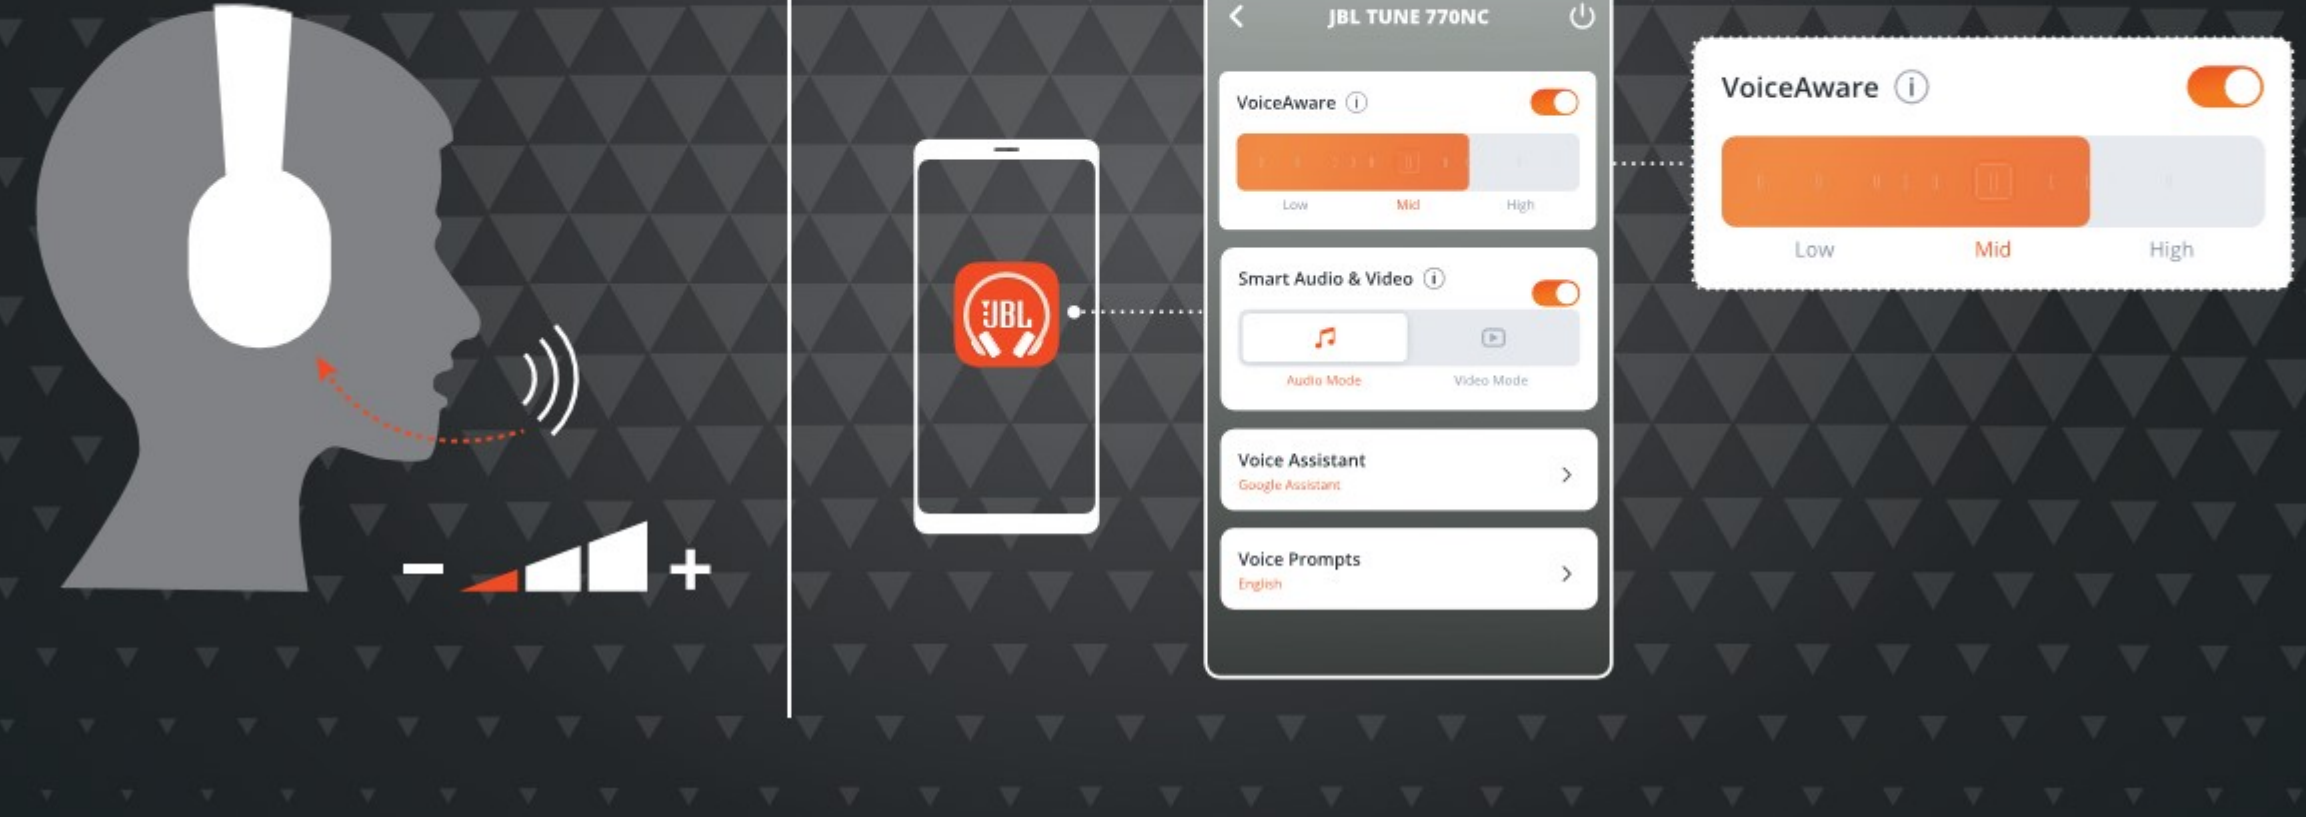 JBL TUNE 770NC
VoiceAware
Low Mid High
Smart Audio & Video
Audio Mode Video Mode
Voice Assistant
Google Assistant
Voice Prompts
English
JBL
VoiceAware
Low Mid High